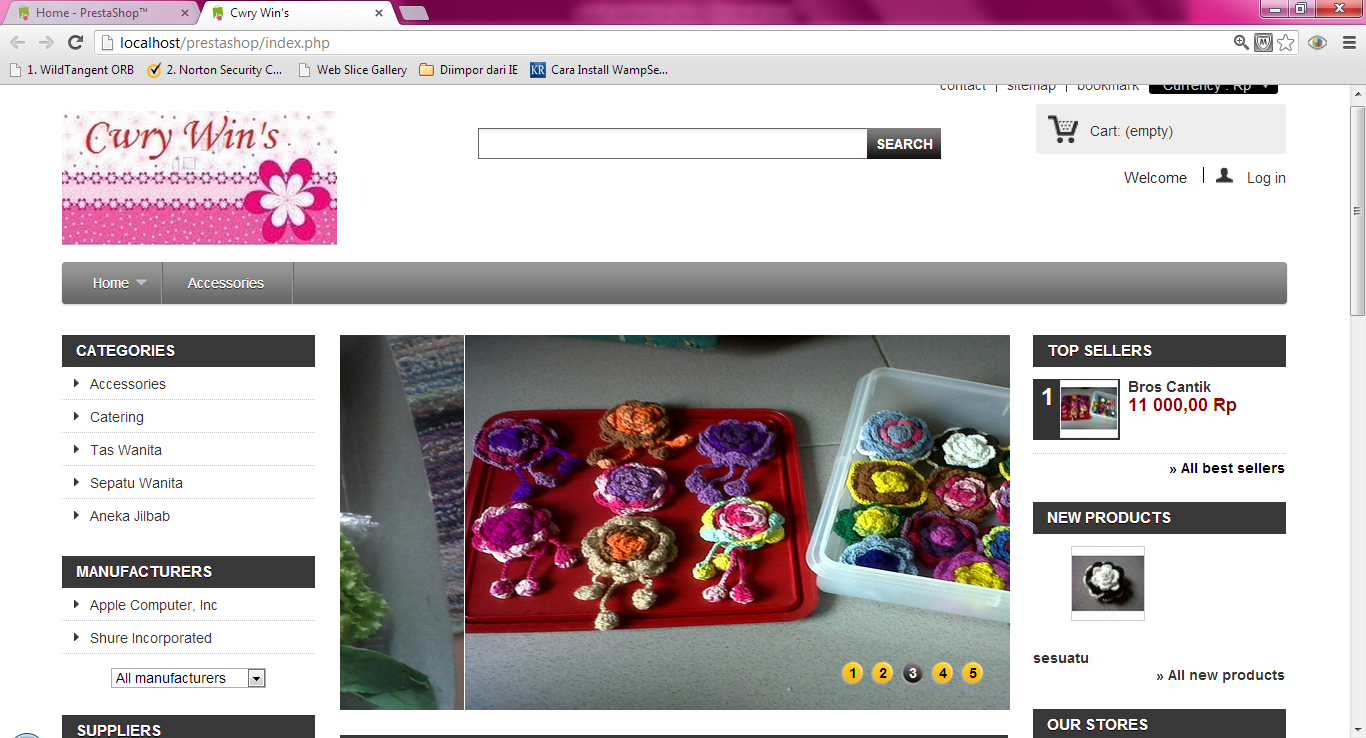 Home - PrestaShop™
Cwry Win's
localhost/prestashop/index.php
1. WildTangent ORB
2. Norton Security C...
Web Slice Gallery
Diimpor dari IE
KR
Cara Install WampSe...
contact
sitemap
bookmark
Currency : Rp
Cwry Win's
SEARCH
Cart: (empty)
Welcome
Log in
Home
Accessories
CATEGORIES
Accessories
Catering
Tas Wanita
Sepatu Wanita
Aneka Jilbab
MANUFACTURERS
Apple Computer, Inc
Shure Incorporated
All manufacturers
SUPPLIERS
1 2 3 4 5
TOP SELLERS
1
Bros Cantik
11 000,00 Rp
» All best sellers
NEW PRODUCTS
sesuatu
» All new products
OUR STORES